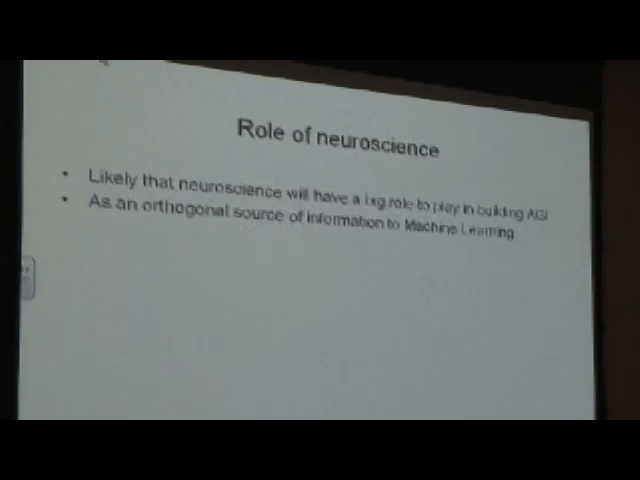 Role of neuroscience
• Likely that neuroscience will have a big role to play in building AGI
• As an orthogonal source of information to Machine Learning